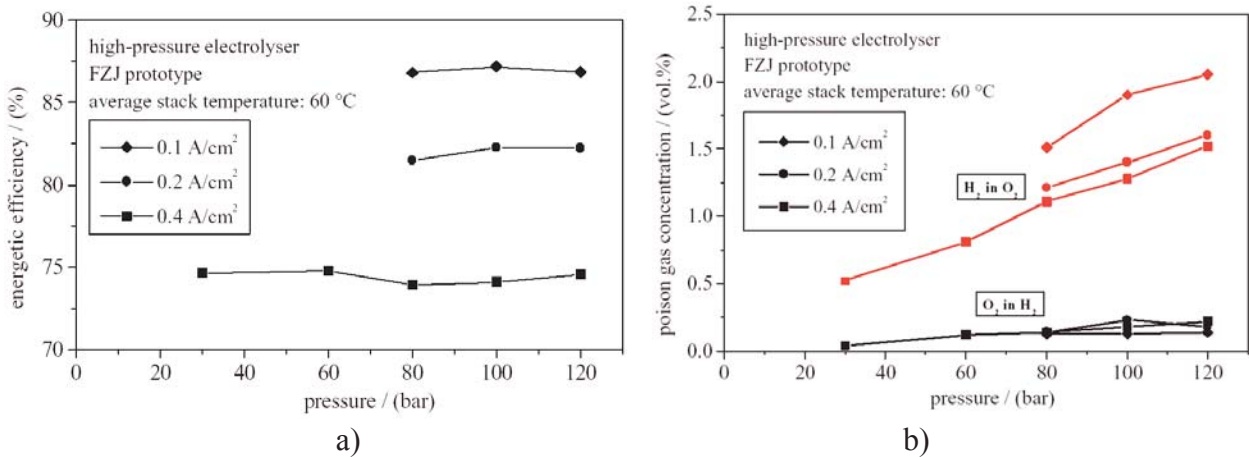 90
85
80
75
70
energetic efficiency / (%)
high-pressure electrolyser
FZJ prototype
average stack temperature: 60 °C
0.1 A/cm²
0.2 A/cm²
0.4 A/cm²
0 20 40 60 80 100 120
pressure / (bar)
a)
2.5
2.0
1.5
1.0
0.5
0.0
poison gas concentration / (vol.%)
high-pressure electrolyser
FZJ prototype
average stack temperature: 60 °C
0.1 A/cm²
0.2 A/cm²
0.4 A/cm²
H₂ in O₂
O₂ in H₂
0 20 40 60 80 100 120
pressure / (bar)
b)